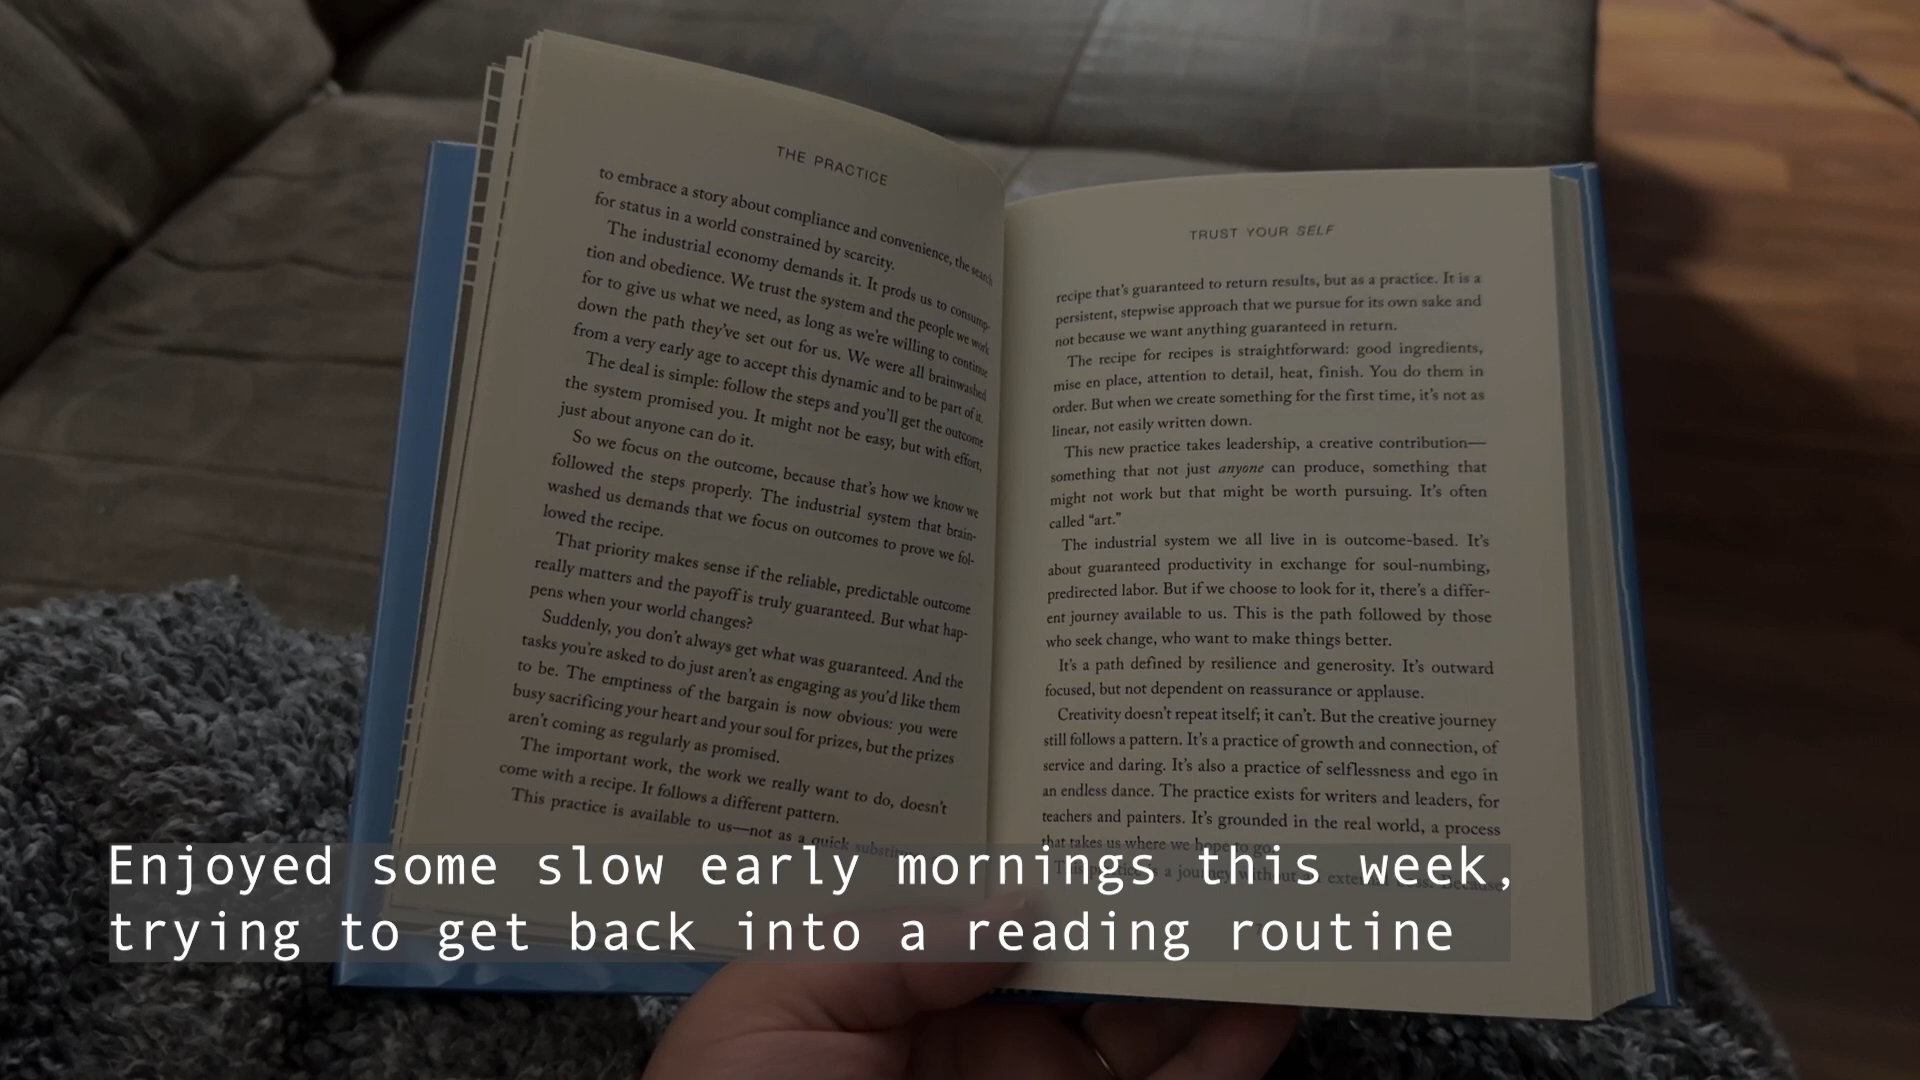 THE PRACTICE
to embrace a story about compliance and convenience, the search
for status in a world constrained by scarcity.
The industrial economy demands it. It prods us to consump-
tion and obedience. We trust the system and the people we work
for to give us what we need, as long as we're willing to continue
down the path they've set out for us. We were all brainwashed
from a very early age to accept this dynamic and to be part of it.
The deal is simple: follow the steps and you'll get the outcome
the system promised you. It might not be easy, but with effort,
just about anyone can do it.
So we focus on the outcome, because that's how we know we
followed the steps properly. The industrial system that brain-
washed us demands that we focus on outcomes to prove we fol-
lowed the recipe.
That priority makes sense if the reliable, predictable outcome
really matters and the payoff is truly guaranteed. But what hap-
pens when your world changes?
Suddenly, you don't always get what was guaranteed. And the
tasks you're asked to do just aren't as engaging as you'd like them
to be. The emptiness of the bargain is now obvious: you were
busy sacrificing your heart and your soul for prizes, but the prizes
aren't coming as regularly as promised.
The important work, the work we really want to do, doesn't
come with a recipe. It follows a different pattern.
This practice is available to us—not as a quick
TRUST YOUR SELF
recipe that's guaranteed to return results, but as a practice. It is a
persistent, stepwise approach that we pursue for its own sake and
not because we want anything guaranteed in return.
The recipe for recipes is straightforward: good ingredients,
mise en place, attention to detail, heat, finish. You do them in
order. But when we create something for the first time, it's not as
linear, not easily written down.
This new practice takes leadership, a creative contribution—
something that not just anyone can produce, something that
might not work but that might be worth pursuing. It's often
called "art."
The industrial system we all live in is outcome-based. It's
about guaranteed productivity in exchange for soul-numbing,
predirected labor. But if we choose to look for it, there's a differ-
ent journey available to us. This is the path followed by those
who seek change, who want to make things better.
It's a path defined by resilience and generosity. It's outward
focused, but not dependent on reassurance or applause.
Creativity doesn't repeat itself; it can't. But the creative journey
still follows a pattern. It's a practice of growth and connection, of
service and daring. It's also a practice of selflessness and ego in
an endless dance. The practice exists for writers and leaders, for
teachers and painters. It's grounded in the real world, a process
that takes us where we hope to go.
a journey without an Because
Enjoyed some slow early mornings this week,
trying to get back into a reading routine